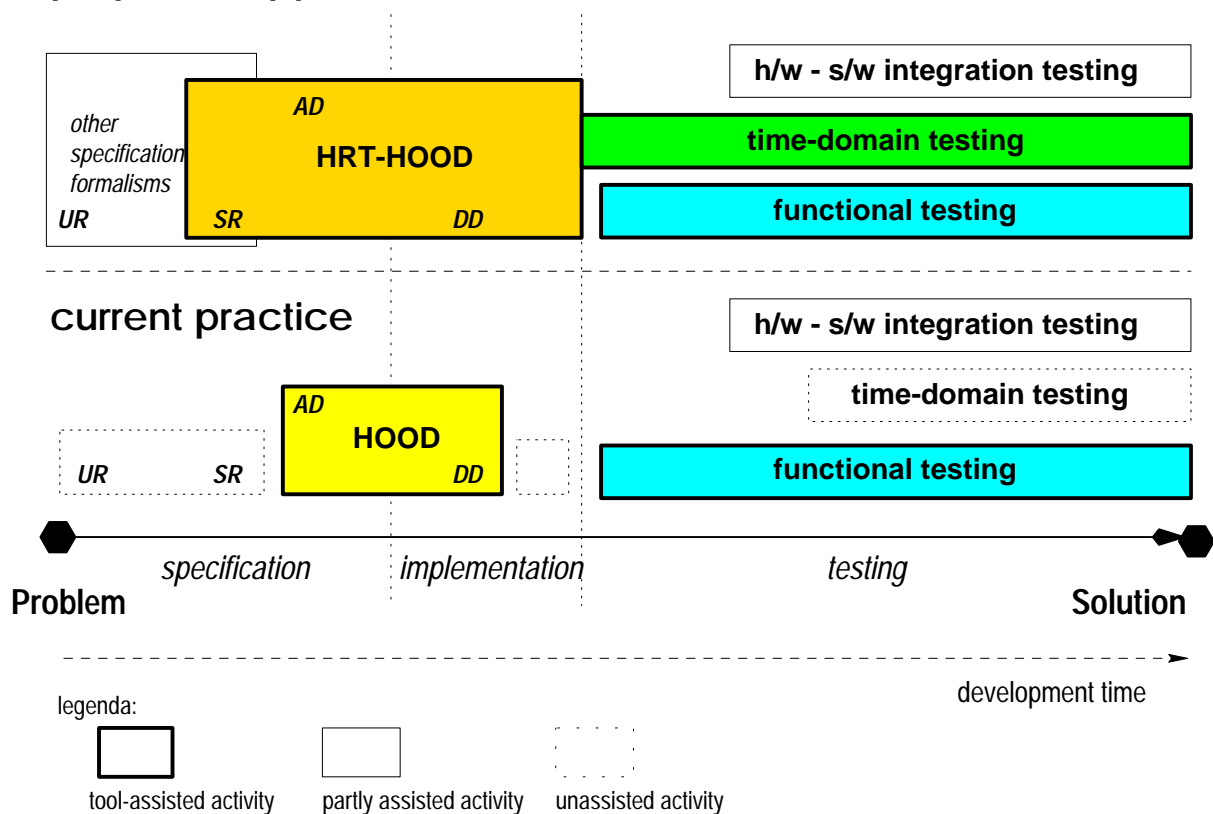 h/w - s/w integration testing
AD
other
specification
formalisms
HRT-HOOD
time-domain testing
UR
SR
DD
functional testing
current practice
h/w - s/w integration testing
AD
HOOD
time-domain testing
UR
SR
DD
functional testing
specification
implementation
testing
Problem
Solution
development time
legenda:
tool-assisted activity
partly assisted activity
unassisted activity